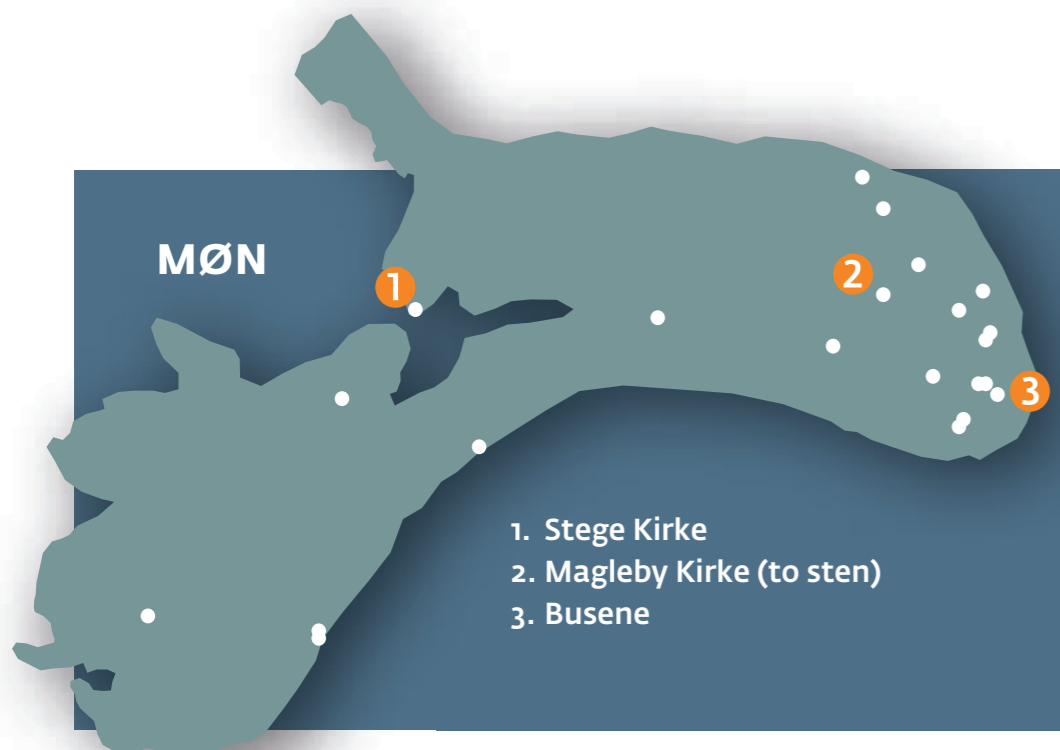 MØN
1
2
3
1. Stege Kirke
2. Magleby Kirke (to sten)
3. Busene